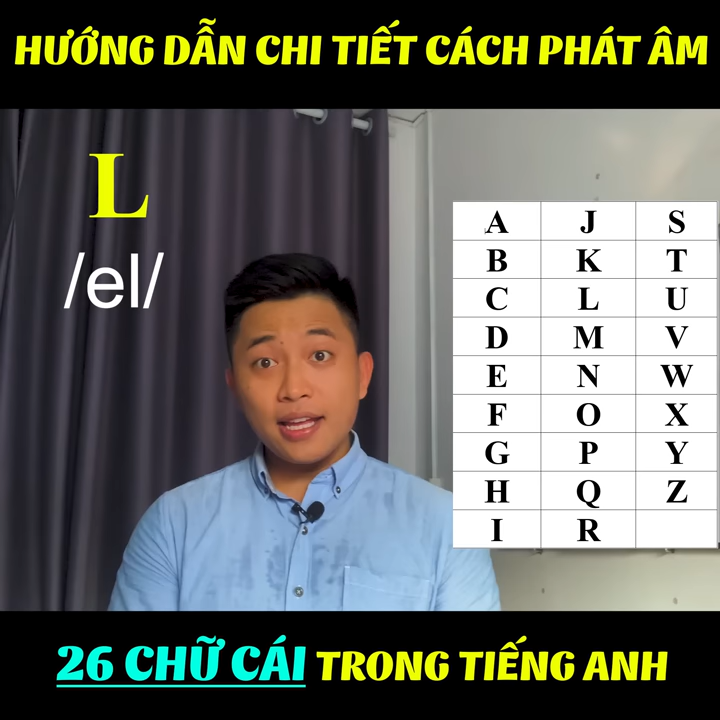 HƯỚNG DẪN CHI TIẾT CÁCH PHÁT ÂM
L
/el/
A J S
B K T
C L U
D M V
E N W
F O X
G P Y
H Q Z
I R
26 CHỮ CÁI TRONG TIẾNG ANH